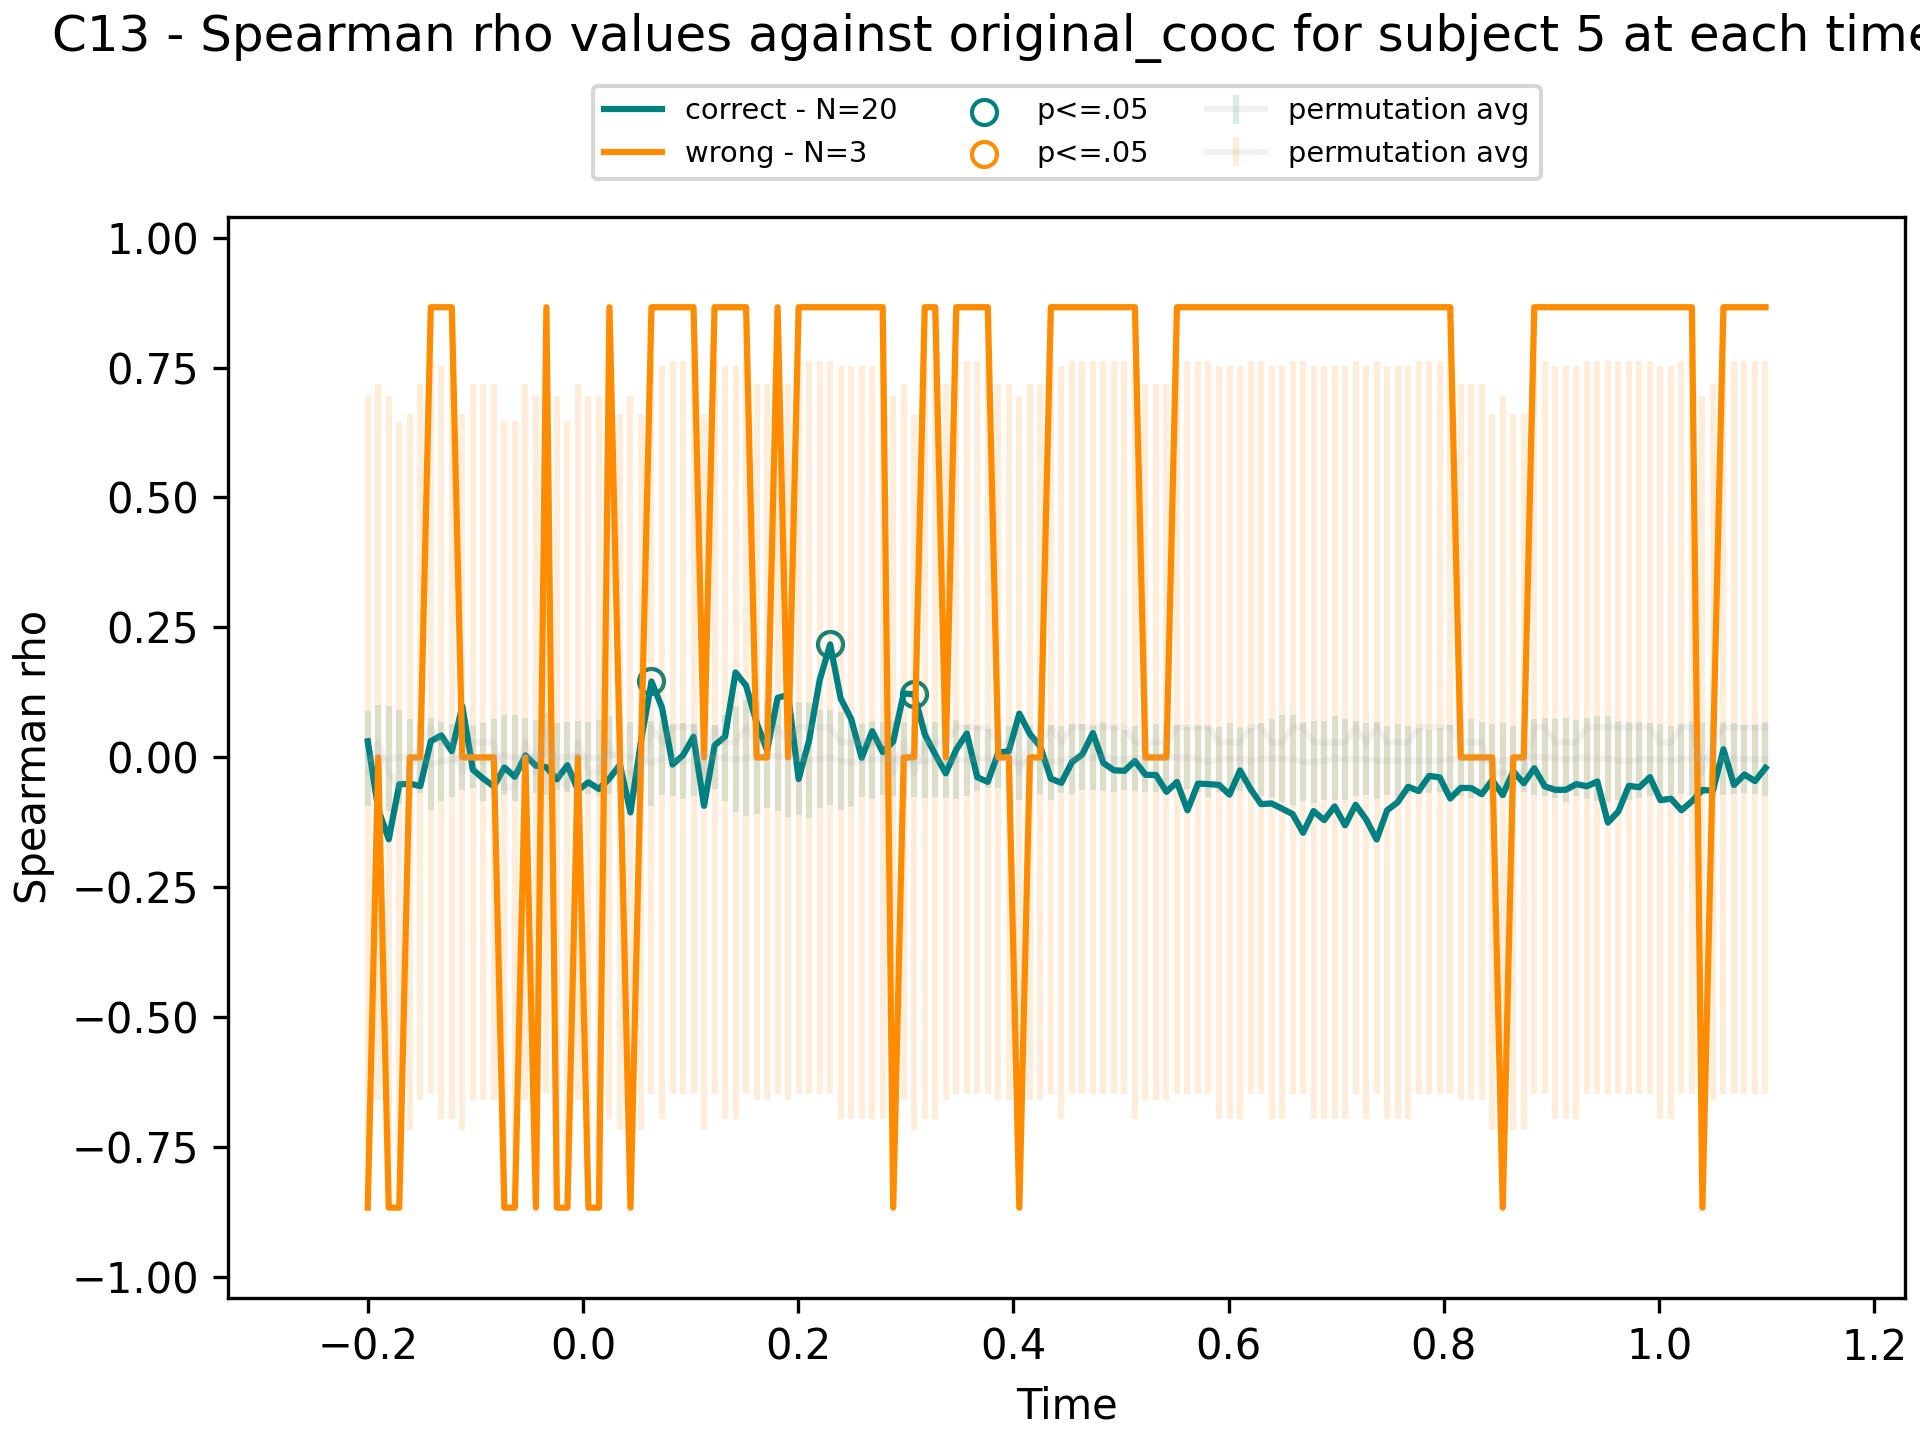 C13 - Spearman rho values against original_cooc for subject 5 at each time
correct - N=20 p<=.05 permutation avg
wrong - N=3 p<=.05 permutation avg
1.00
0.75
0.50
0.25
0.00
−0.25
−0.50
−0.75
−1.00
Spearman rho
−0.2 0.0 0.2 0.4 0.6 0.8 1.0 1.2
Time